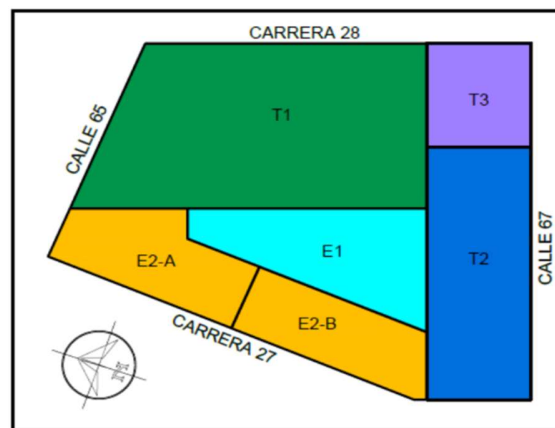 CARRERA 28
CALLE 65
T1
T3
E1
T2
CALLE 67
E2-A
E2-B
CARRERA 27